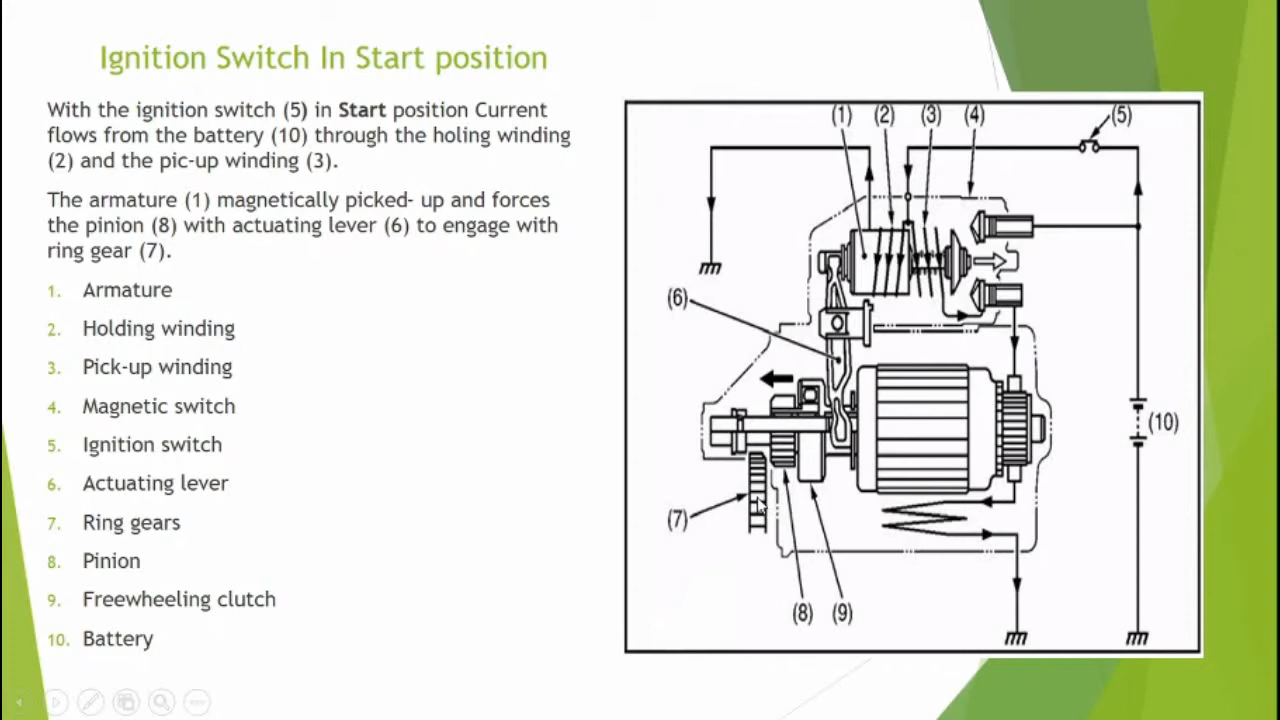 Ignition Switch In Start position
With the ignition switch (5) in Start position Current
flows from the battery (10) through the holing winding
(2) and the pic-up winding (3).
The armature (1) magnetically picked- up and forces
the pinion (8) with actuating lever (6) to engage with
ring gear (7).
1. Armature
2. Holding winding
3. Pick-up winding
4. Magnetic switch
5. Ignition switch
6. Actuating lever
7. Ring gears
8. Pinion
9. Freewheeling clutch
10. Battery
(1) (2) (3) (4) (5)
(6)
(10)
(7)
(8) (9)